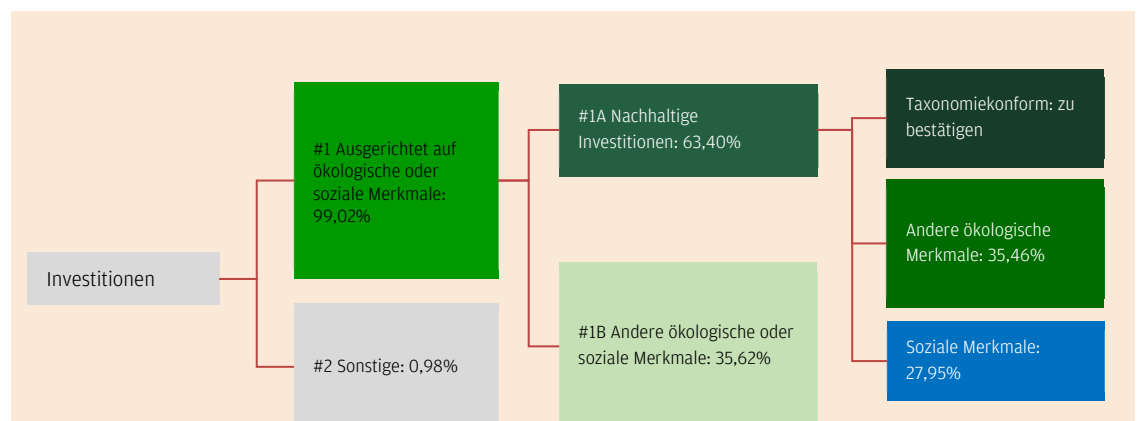 Investitionen
#1 Ausgerichtet auf
ökologische oder
soziale Merkmale:
99,02%
#2 Sonstige: 0,98%
#1A Nachhaltige
Investitionen: 63,40%
#1B Andere ökologische oder
soziale Merkmale: 35,62%
Taxonomiekonform: zu
bestätigen
Andere ökologische
Merkmale: 35,46%
Soziale Merkmale:
27,95%